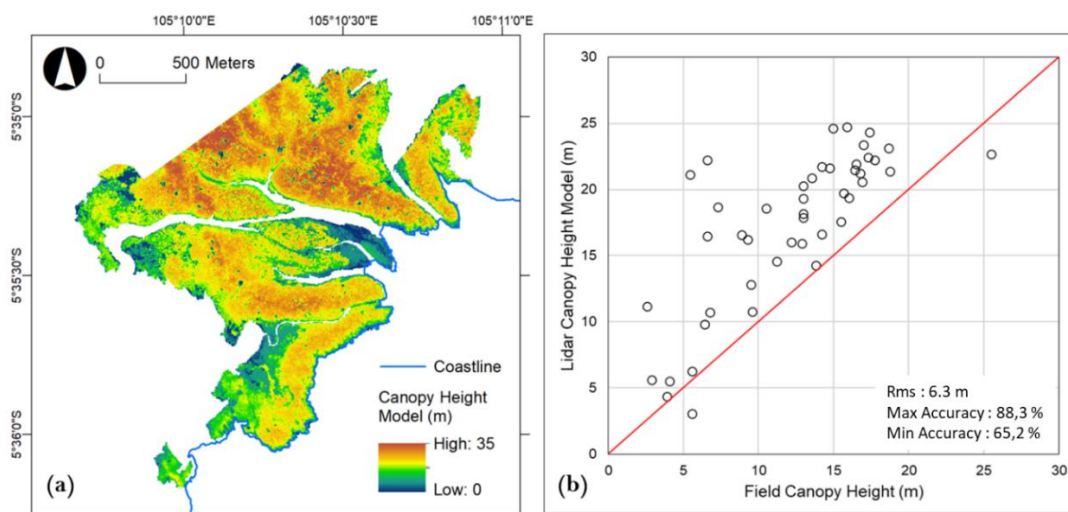 105°10'0"E
105°10'30"E
105°11'0"E
0
500 Meters
5°35'0"S
5°35'30"S
5°36'0"S
Coastline
Canopy Height
Model (m)
High: 35
Low: 0
(a)
Lidar Canopy Height Model (m)
30
25
20
15
10
5
0
Rms : 6.3 m
Max Accuracy : 88,3 %
Min Accuracy : 65,2 %
0 5 10 15 20 25 30
Field Canopy Height (m)
(b)